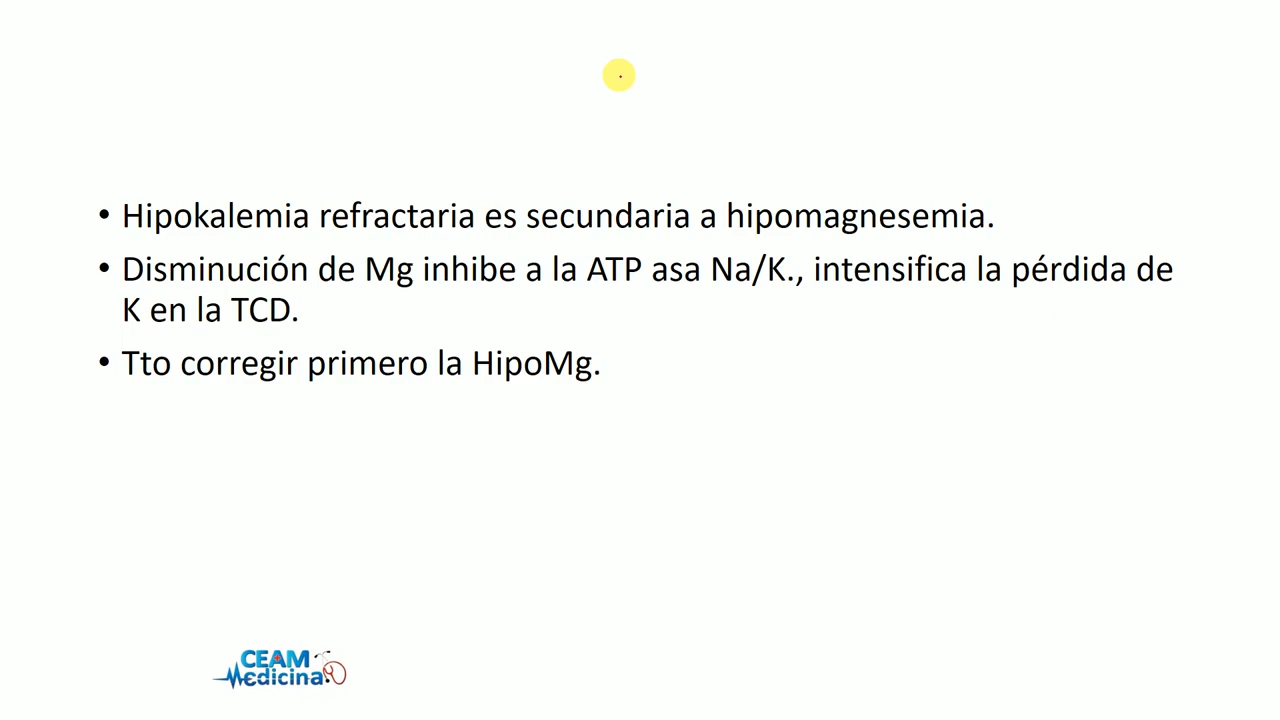 • Hipokalemia refractaria es secundaria a hipomagnesemia.
• Disminución de Mg inhibe a la ATP asa Na/K., intensifica la pérdida de
K en la TCD.
• Tto corregir primero la HipoMg.
CEAM
Medicina